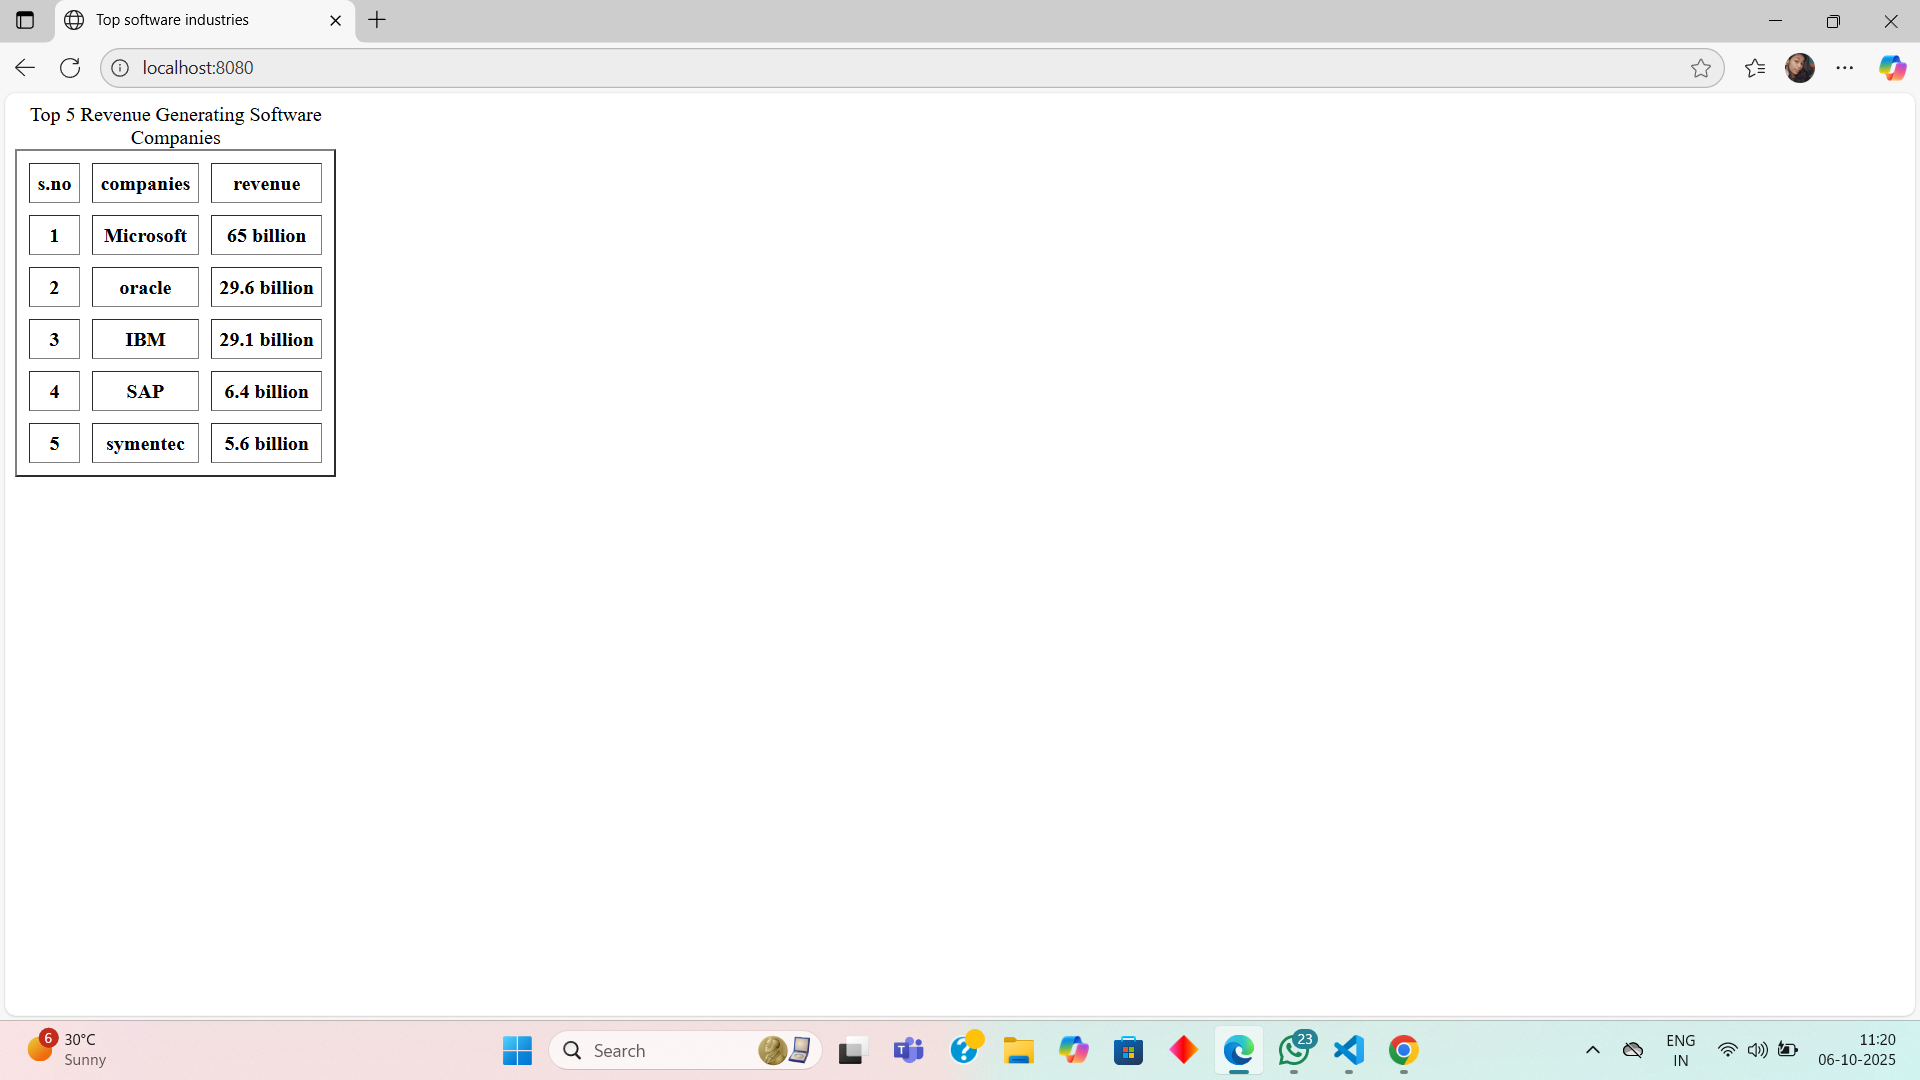 Top software industries
localhost:8080
Top 5 Revenue Generating Software
Companies
s.no companies revenue
1 Microsoft 65 billion
2 oracle 29.6 billion
3 IBM 29.1 billion
4 SAP 6.4 billion
5 symentec 5.6 billion
6
30°C
Sunny
Search
23
ENG
IN
11:20
06-10-2025